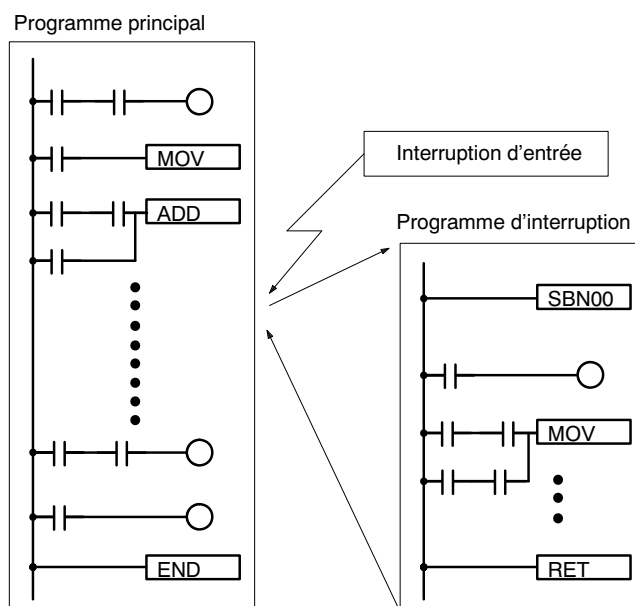 Programme principal
MOV
ADD
END
Interruption d'entrée
Programme d'interruption
SBN00
MOV
RET